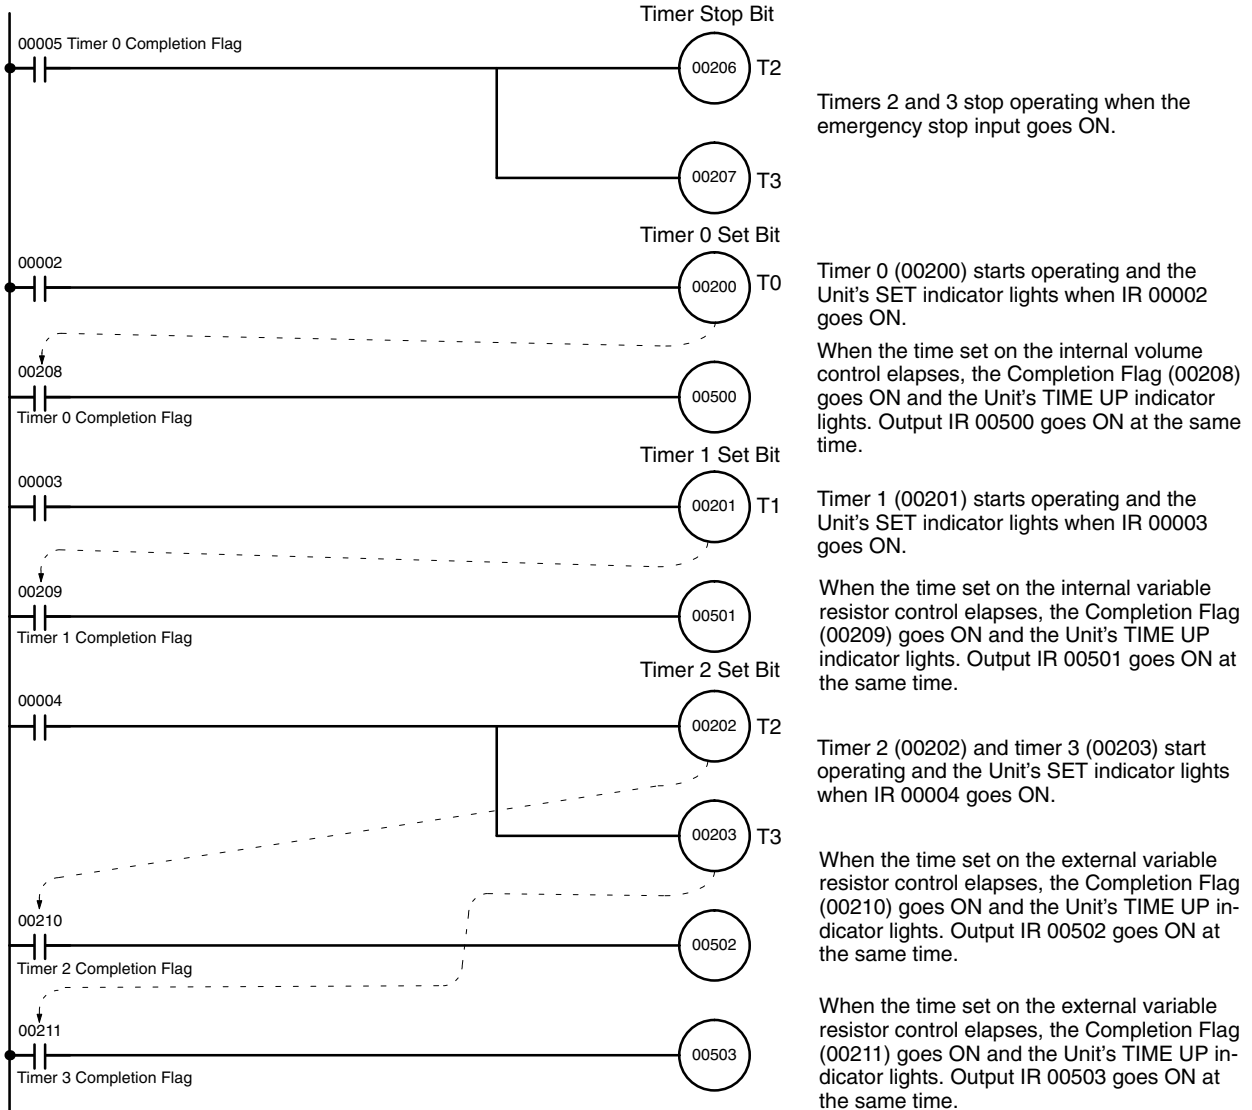 Timer Stop Bit
00005 Timer 0 Completion Flag
00206 T2
Timers 2 and 3 stop operating when the
emergency stop input goes ON.
00207 T3
Timer 0 Set Bit
00002
00200 T0
Timer 0 (00200) starts operating and the
Unit's SET indicator lights when IR 00002
goes ON.
00208
00500
Timer 0 Completion Flag
When the time set on the internal volume
control elapses, the Completion Flag (00208)
goes ON and the Unit's TIME UP indicator
lights. Output IR 00500 goes ON at the same
time.
Timer 1 Set Bit
00003
00201 T1
Timer 1 (00201) starts operating and the
Unit's SET indicator lights when IR 00003
goes ON.
00209
00501
Timer 1 Completion Flag
When the time set on the internal variable
resistor control elapses, the Completion Flag
(00209) goes ON and the Unit's TIME UP
indicator lights. Output IR 00501 goes ON at
the same time.
Timer 2 Set Bit
00004
00202 T2
Timer 2 (00202) and timer 3 (00203) start
operating and the Unit's SET indicator lights
when IR 00004 goes ON.
00203 T3
00210
00502
Timer 2 Completion Flag
When the time set on the external variable
resistor control elapses, the Completion Flag
(00210) goes ON and the Unit's TIME UP in-
dicator lights. Output IR 00502 goes ON at
the same time.
00211
00503
Timer 3 Completion Flag
When the time set on the external variable
resistor control elapses, the Completion Flag
(00211) goes ON and the Unit's TIME UP in-
dicator lights. Output IR 00503 goes ON at
the same time.